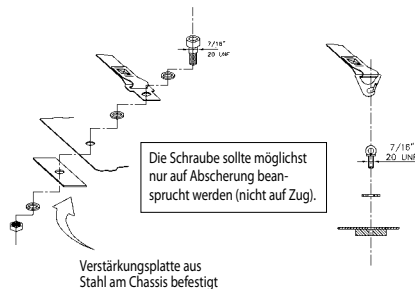 7/16"
20 UNF
7/16"
20 UNF
Die Schraube sollte möglichst
nur auf Abscherung bean-
sprucht werden (nicht auf Zug).
Verstärkungsplatte aus
Stahl am Chassis befestigt